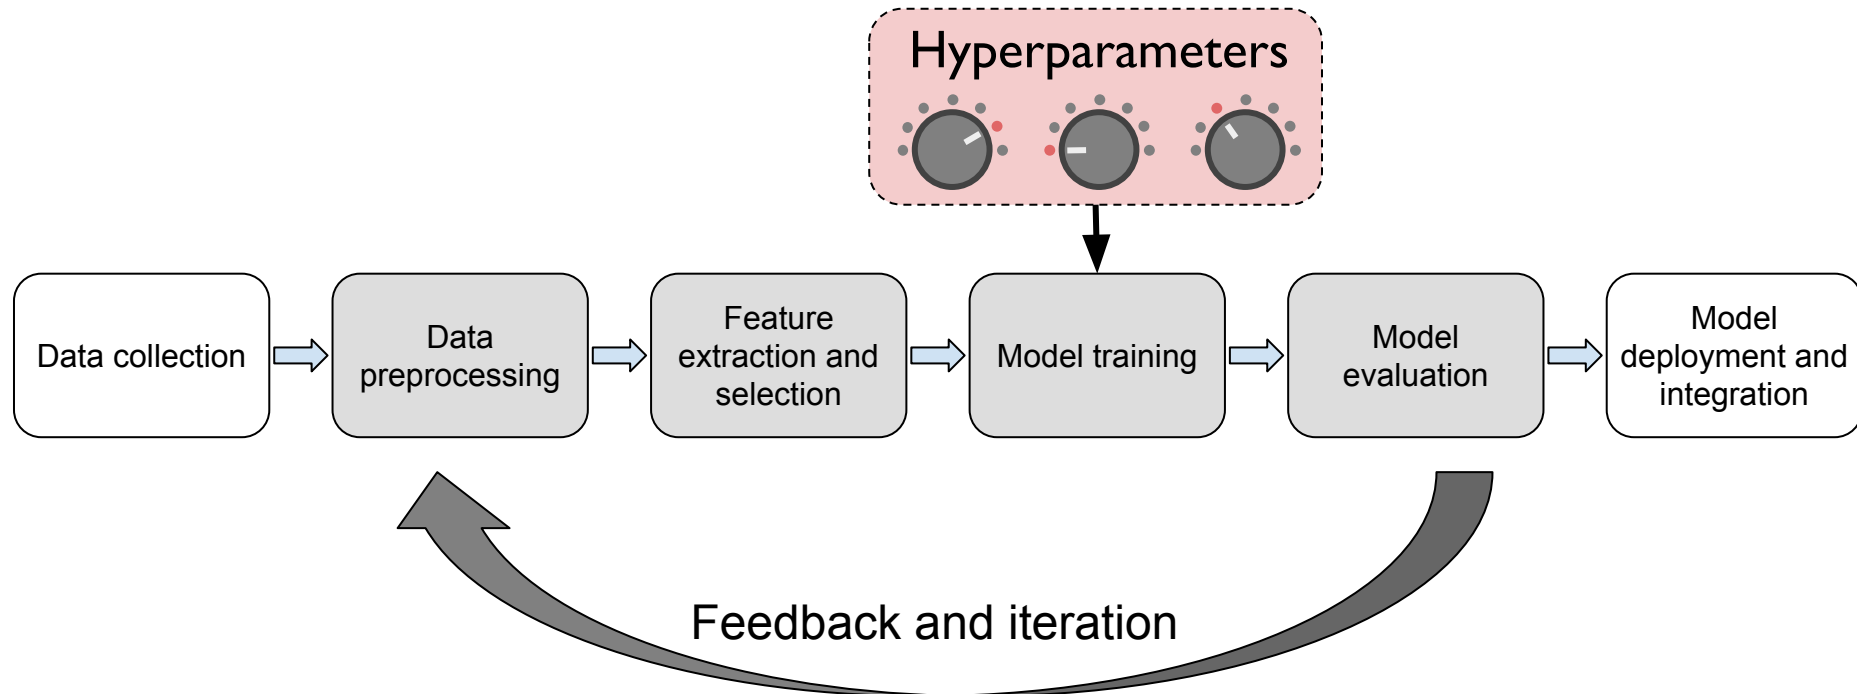 Hyperparameters
Data collection
Data
preprocessing
Feature
extraction and
selection
Model training
Model
evaluation
Model
deployment and
integration
Feedback and iteration